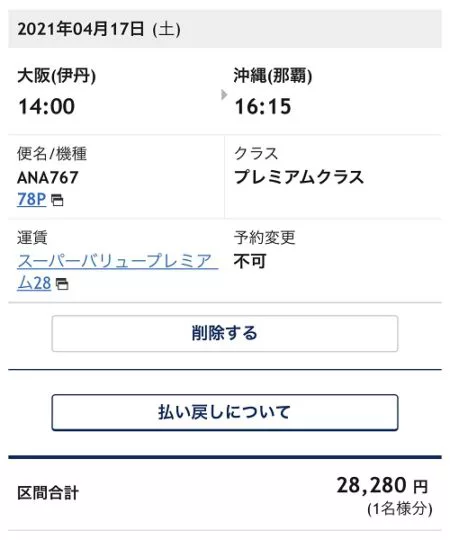 2021年04月17日 (土)
大阪(伊丹)
14:00
沖縄(那覇)
16:15
便名/機種
ANA767
78P
クラス
プレミアムクラス
運賃
スーパーバリュープレミア
ム28
予約変更
不可
削除する
払い戻しについて
区間合計
28,280 円
(1名様分)